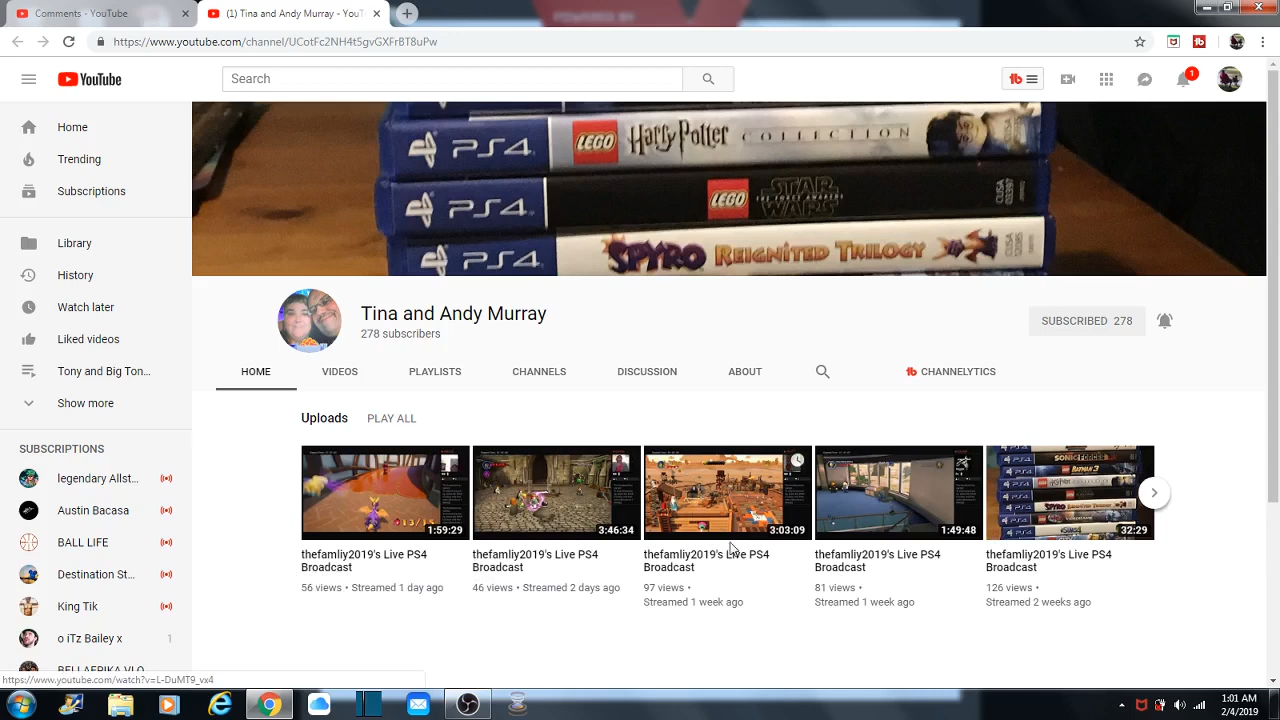 Comments - YouTube
(1) Tina and Andy Murray - YouT
POWERED BY
https://www.youtube.com/channel/UCotFc2NH4t5gvGXFrBT8uPw
YouTube
Search
1
Home
Trending
Subscriptions
Library
History
Watch later
Liked videos
Tony and Big Ton...
Show more
SUBSCRIPTIONS
legendary Allst...
Austin Bacasa
BALL LIFE
Destination St...
King Tik
o iTz Bailey x 1
BELLAFRIKA VLO
PS4 LEGO Harry Potter COLLECTION
PS4 LEGO STAR WARS THE FORCE AWAKENS
PS4 SPYRO REIGNITED TRILOGY
Tina and Andy Murray
278 subscribers
SUBSCRIBED 278
HOME VIDEOS PLAYLISTS CHANNELS DISCUSSION ABOUT CHANNELYTICS
Uploads PLAY ALL
1:59:29
3:46:34
3:03:09
1:49:48
32:29
thefamliy2019's Live PS4
Broadcast
56 views • Streamed 1 day ago
thefamliy2019's Live PS4
Broadcast
46 views • Streamed 2 days ago
thefamliy2019's Live PS4
Broadcast
97 views •
Streamed 1 week ago
thefamliy2019's Live PS4
Broadcast
81 views •
Streamed 1 week ago
thefamliy2019's Live PS4
Broadcast
126 views •
Streamed 2 weeks ago
https://www.youtube.com/watch?v=L-DuMT9_vx4
1:01 AM
2/4/2019